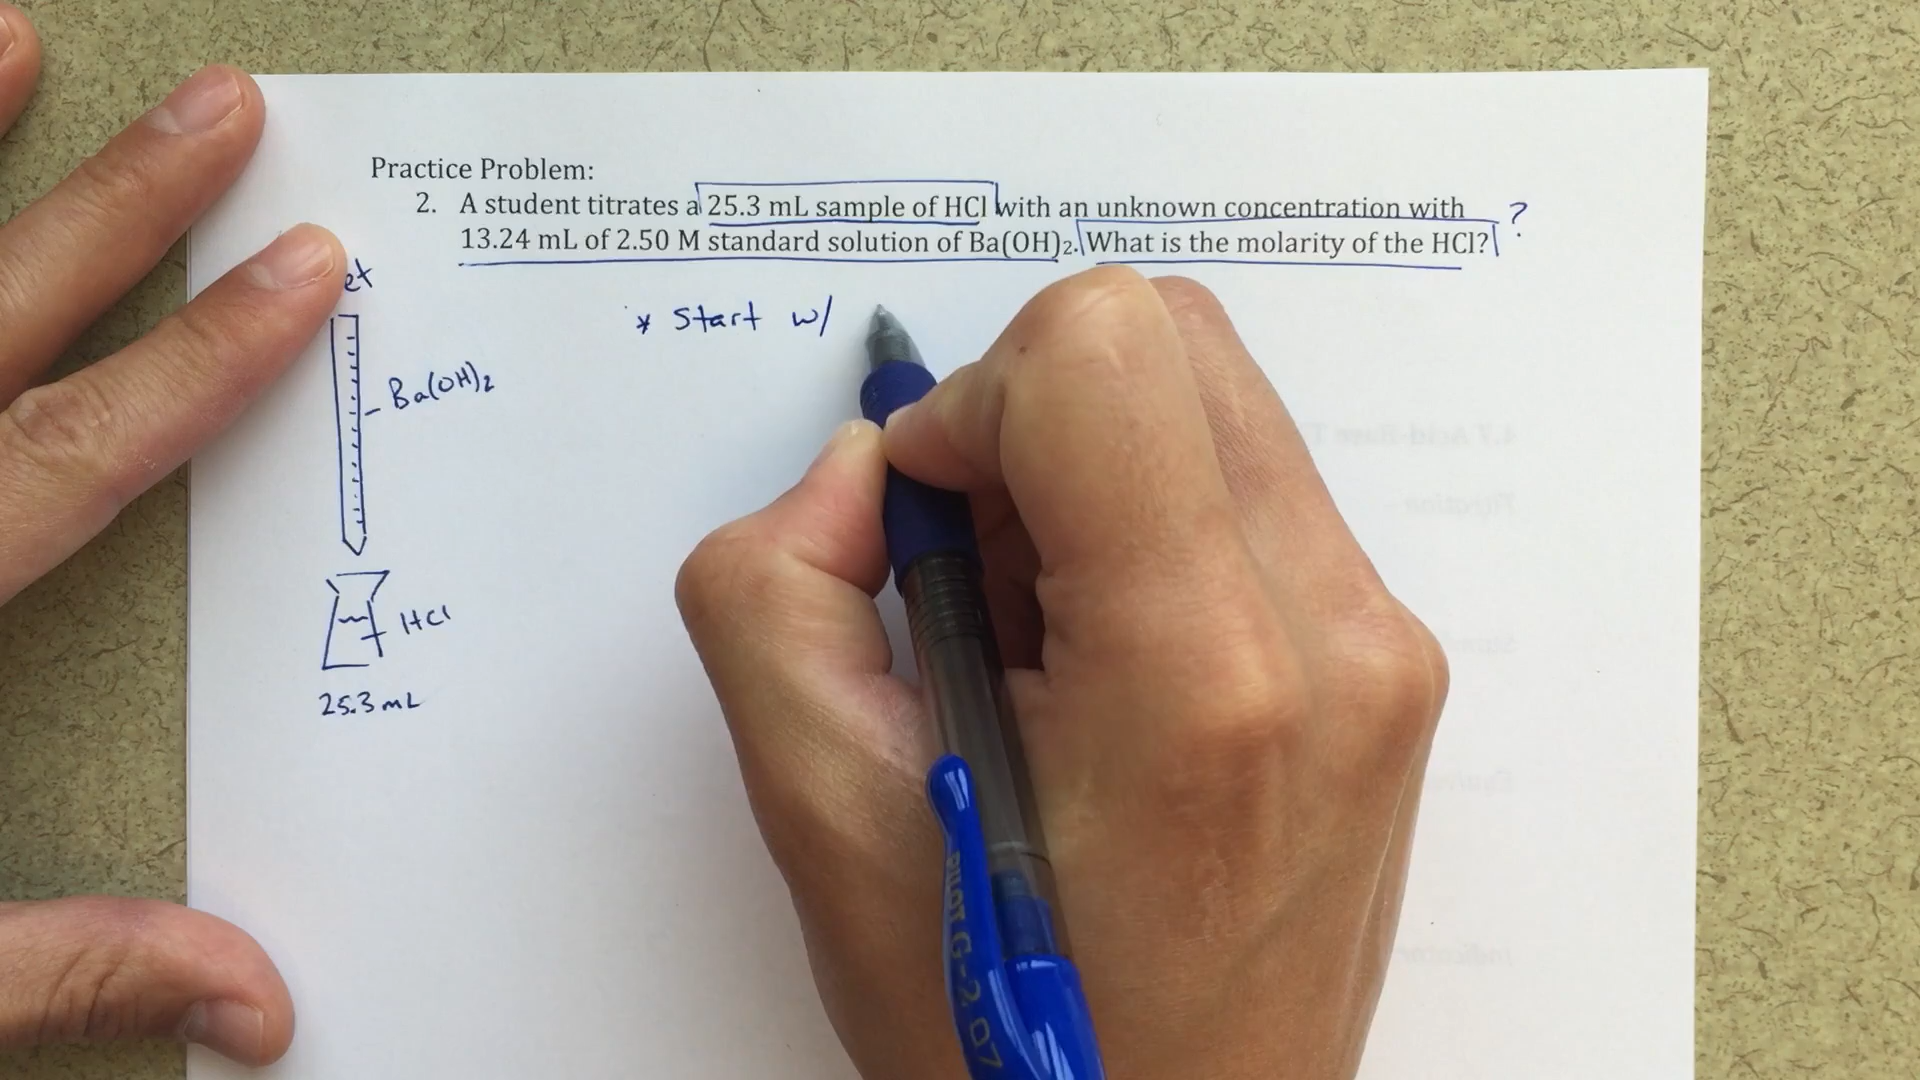 Practice Problem:
2. A student titrates a 25.3 mL sample of HCl with an unknown concentration with
13.24 mL of 2.50 M standard solution of Ba(OH)₂. What is the molarity of the HCl? ?
et
* Start w/
Ba(OH)₂
HCl
25.3 mL
PILOT G-2 07